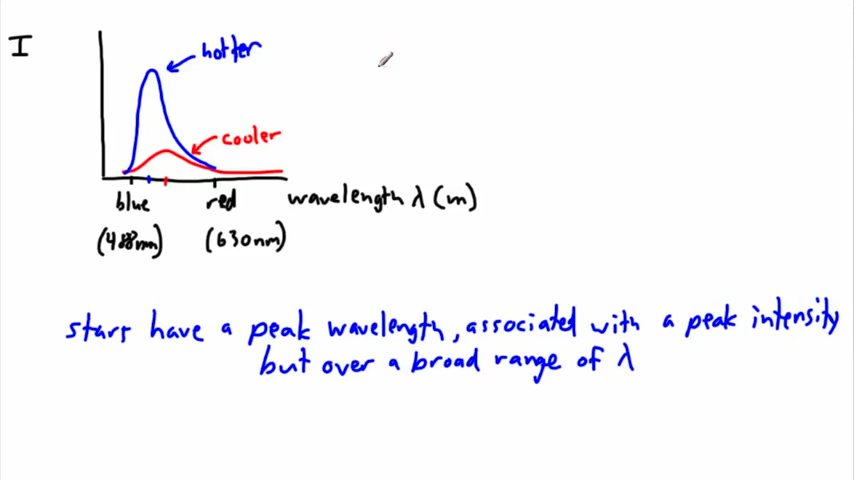 I
hotter
cooler
blue
red
wavelength λ (m)
(630nm)
stars have a peak wavelength, associated with a peak intensity
but over a broad range of λ